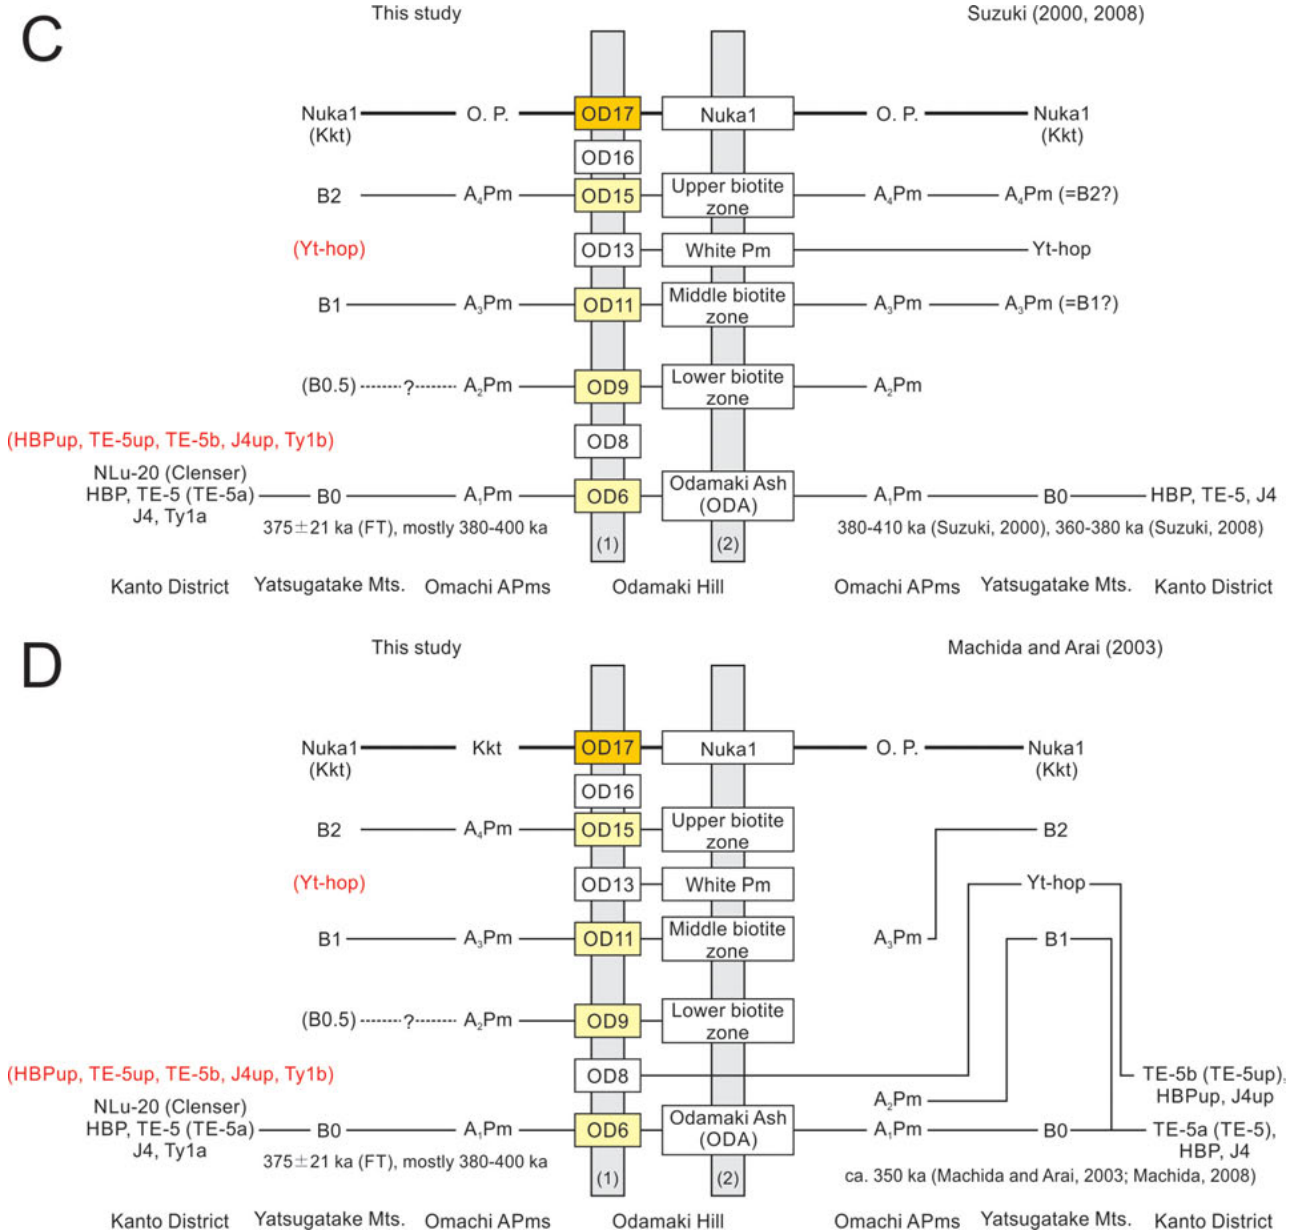 C
This study
Suzuki (2000, 2008)
Nuka1
(Kkt)
O. P.
OD17
Nuka1
O. P.
Nuka1
(Kkt)
OD16
B2
A₄Pm
OD15
Upper biotite
zone
A₄Pm
A₄Pm (=B2?)
(Yt-hop)
OD13
White Pm
Yt-hop
B1
A₃Pm
OD11
Middle biotite
zone
A₃Pm
A₃Pm (=B1?)
(B0.5)
?
A₂Pm
OD9
Lower biotite
zone
A₂Pm
(HBPup, TE-5up, TE-5b, J4up, Ty1b)
OD8
NLu-20 (Clenser)
HBP, TE-5 (TE-5a)
J4, Ty1a
B0
A₁Pm
OD6
Odamaki Ash
(ODA)
A₁Pm
B0
HBP, TE-5, J4
375±21 ka (FT), mostly 380-400 ka
380-410 ka (Suzuki, 2000), 360-380 ka (Suzuki, 2008)
(1)
(2)
Kanto District
Yatsugatake Mts.
Omachi APms
Odamaki Hill
Omachi APms
Yatsugatake Mts.
Kanto District
D
This study
Machida and Arai (2003)
Nuka1
(Kkt)
Kkt
OD17
Nuka1
O. P.
Nuka1
(Kkt)
OD16
B2
A₄Pm
OD15
Upper biotite
zone
B2
(Yt-hop)
OD13
White Pm
Yt-hop
B1
A₃Pm
OD11
Middle biotite
zone
A₃Pm
B1
(B0.5)
?
A₂Pm
OD9
Lower biotite
zone
(HBPup, TE-5up, TE-5b, J4up, Ty1b)
OD8
TE-5b (TE-5up),
HBPup, J4up
A₂Pm
NLu-20 (Clenser)
HBP, TE-5 (TE-5a)
J4, Ty1a
B0
A₁Pm
OD6
Odamaki Ash
(ODA)
A₁Pm
B0
TE-5a (TE-5),
HBP, J4
375±21 ka (FT), mostly 380-400 ka
ca. 350 ka (Machida and Arai, 2003; Machida, 2008)
(1)
(2)
Kanto District
Yatsugatake Mts.
Omachi APms
Odamaki Hill
Omachi APms
Yatsugatake Mts.
Kanto District